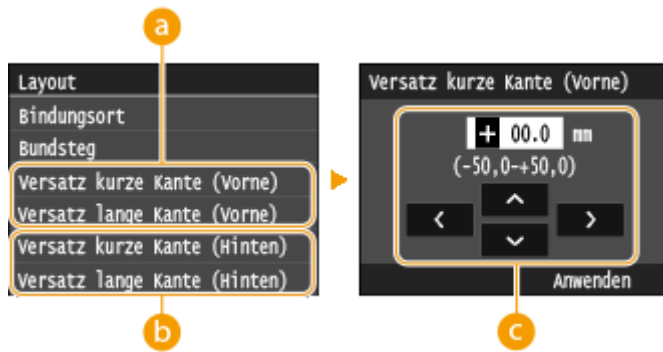 a
Layout
Bindungsort
Bundsteg
Versatz kurze Kante (Vorne)
Versatz lange Kante (Vorne)
Versatz kurze Kante (Hinten)
Versatz lange Kante (Hinten)
b
Versatz kurze Kante (Vorne)
+ 00.0 mm
(-50,0-+50,0)
Anwenden
c